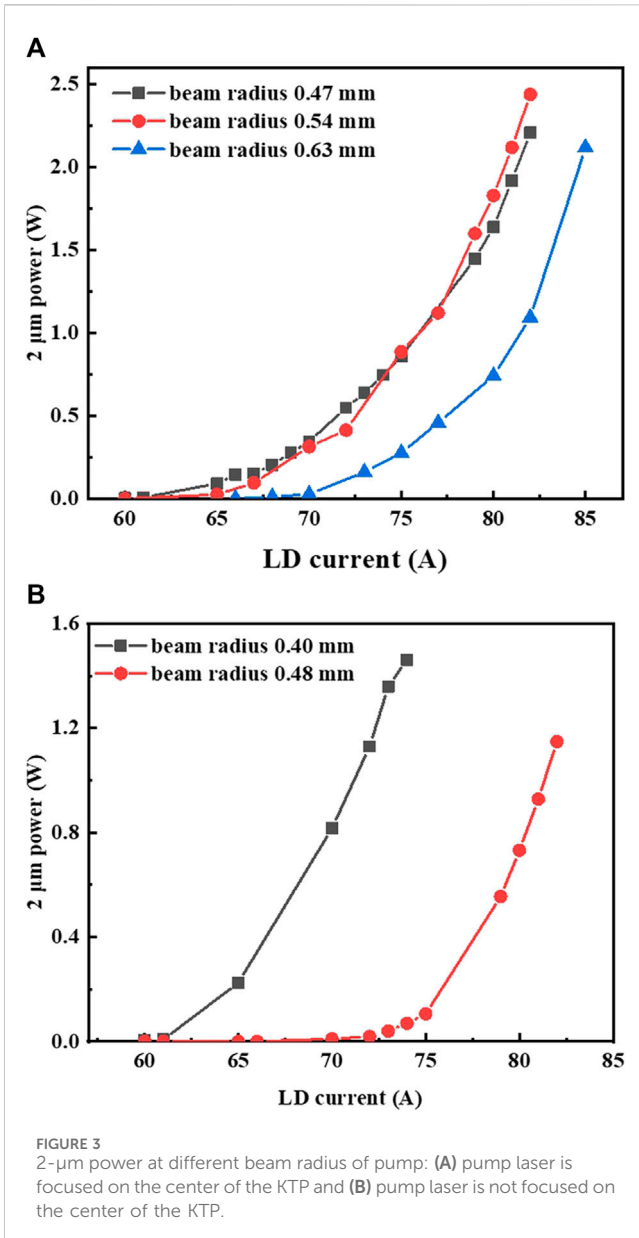 A
2.5
2.0
1.5
1.0
0.5
0.0
2 μm power (W)
beam radius 0.47 mm
beam radius 0.54 mm
beam radius 0.63 mm
60 65 70 75 80 85
LD current (A)
B
1.6
1.2
0.8
0.4
0.0
2 μm power (W)
beam radius 0.40 mm
beam radius 0.48 mm
60 65 70 75 80 85
LD current (A)
FIGURE 3
2-μm power at different beam radius of pump: (A) pump laser is
focused on the center of the KTP and (B) pump laser is not focused on
the center of the KTP.